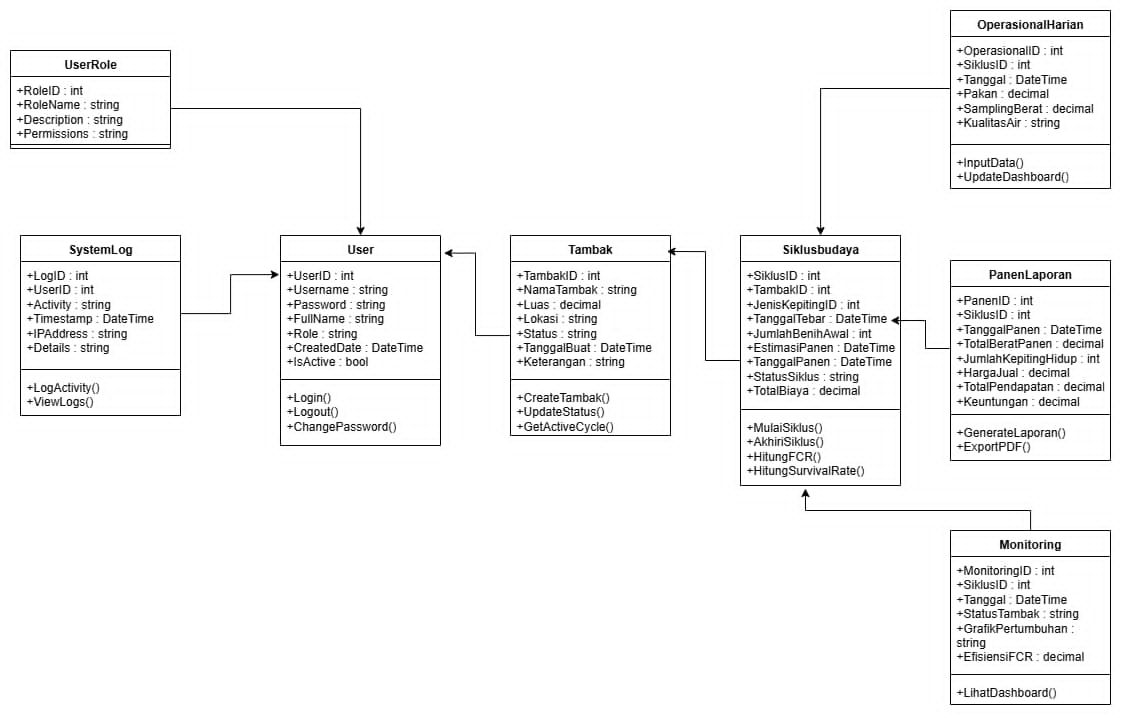 UserRole
+RoleID : int
+RoleName : string
+Description : string
+Permissions : string
SystemLog
+LogID : int
+UserID : int
+Activity : string
+Timestamp : DateTime
+IPAddress : string
+Details : string
+LogActivity()
+ViewLogs()
User
+UserID : int
+Username : string
+Password : string
+FullName : string
+Role : string
+CreatedDate : DateTime
+IsActive : bool
+Login()
+Logout()
+ChangePassword()
Tambak
+TambakID : int
+NamaTambak : string
+Luas : decimal
+Lokasi : string
+Status : string
+TanggalBuat : DateTime
+Keterangan : string
+CreateTambak()
+UpdateStatus()
+GetActiveCycle()
Siklusbudaya
+SiklusID : int
+TambakID : int
+JenisKepitingID : int
+TanggalTebar : DateTime
+JumlahBenihAwal : int
+EstimasiPanen : DateTime
+TanggalPanen : DateTime
+StatusSiklus : string
+TotalBiaya : decimal
+MulaiSiklus()
+AkhiriSiklus()
+HitungFCR()
+HitungSurvivalRate()
OperasionalHarian
+OperasionalID : int
+SiklusID : int
+Tanggal : DateTime
+Pakan : decimal
+SamplingBerat : decimal
+KualitasAir : string
+InputData()
+UpdateDashboard()
PanenLaporan
+PanenID : int
+SiklusID : int
+TanggalPanen : DateTime
+TotalBeratPanen : decimal
+JumlahKepitingHidup : int
+HargaJual : decimal
+TotalPendapatan : decimal
+Keuntungan : decimal
+GenerateLaporan()
+ExportPDF()
Monitoring
+MonitoringID : int
+SiklusID : int
+Tanggal : DateTime
+StatusTambak : string
+GrafikPertumbuhan :
string
+EfisiensiFCR : decimal
+LihatDashboard()